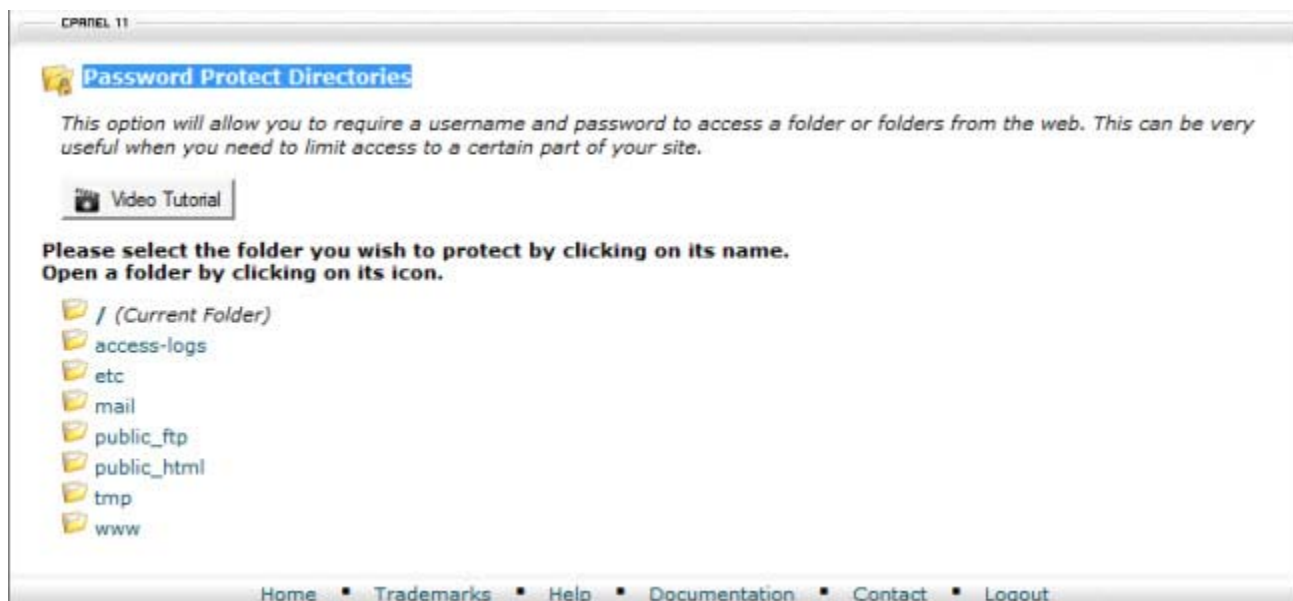 CPANEL 11
Password Protect Directories
This option will allow you to require a username and password to access a folder or folders from the web. This can be very
useful when you need to limit access to a certain part of your site.
Video Tutorial
Please select the folder you wish to protect by clicking on its name.
Open a folder by clicking on its icon.
/ (Current Folder)
access-logs
etc
mail
public_ftp
public_html
tmp
www
Home ▪ Trademarks ▪ Help ▪ Documentation ▪ Contact ▪ Logout